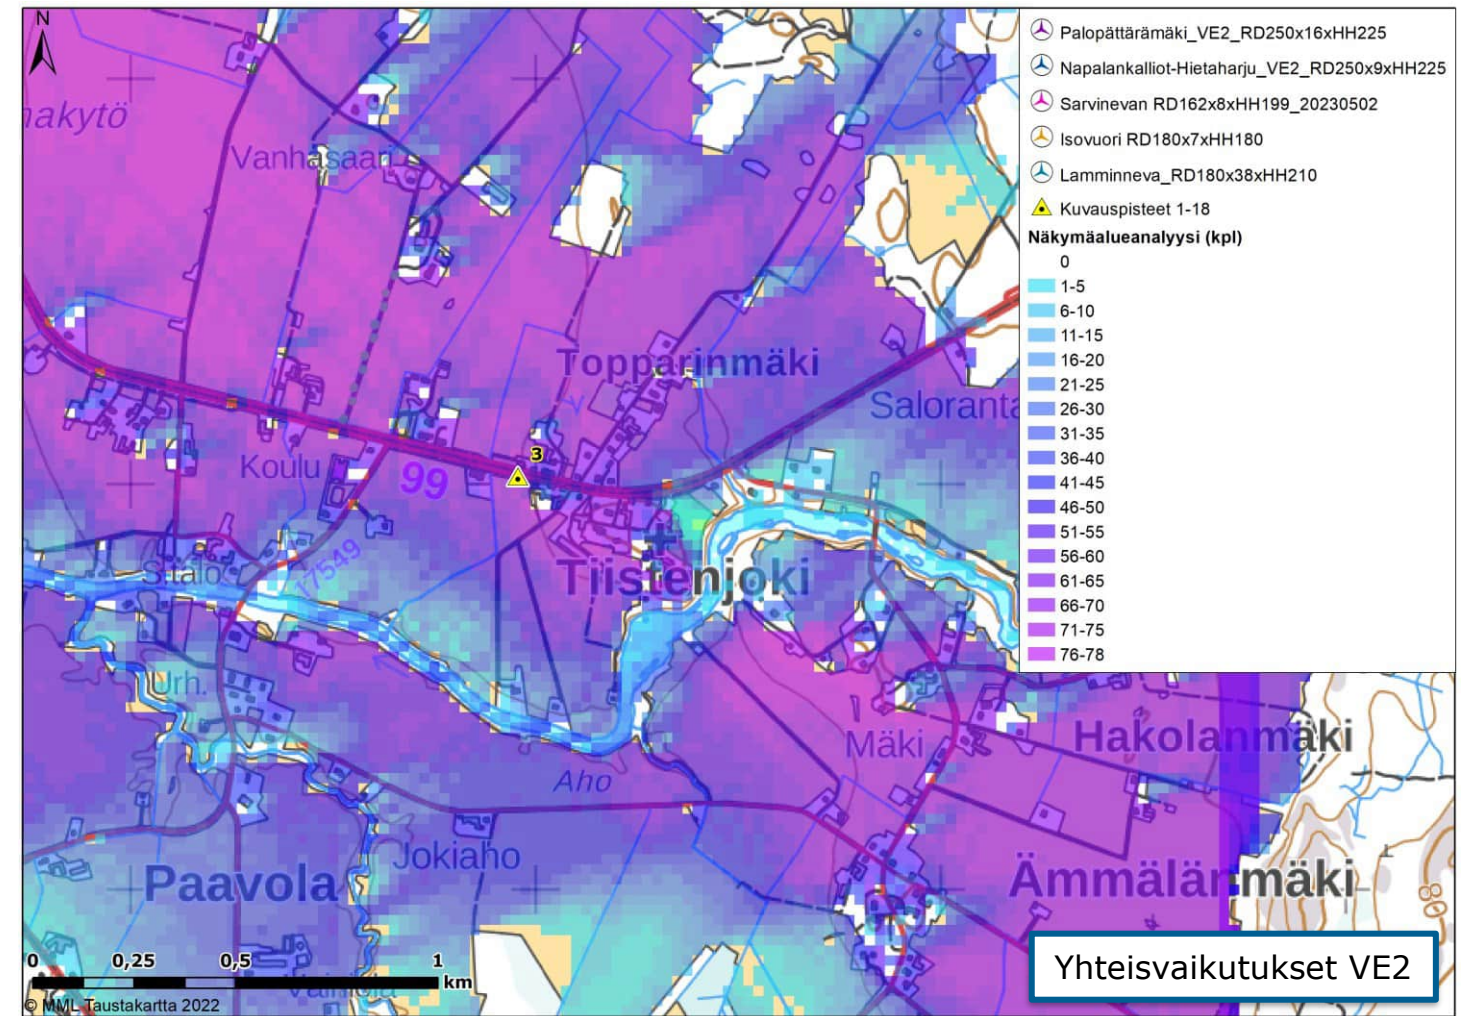 N
Palopättärämäki_VE2_RD250x16xHH225
Napalankalliot-Hietaharju_VE2_RD250x9xHH225
Sarvinevan RD162x8xHH199_20230502
Isovuori RD180x7xHH180
Lamminneva_RD180x38xHH210
Kuvauspisteet 1-18
Näkymäalueanalyysi (kpl)
0
1-5
6-10
11-15
16-20
21-25
26-30
31-35
36-40
41-45
46-50
51-55
56-60
61-65
66-70
71-75
76-78
akytö
Vanhasaari
Topparinmäki
Saloranta
3
Koulu
99
S.talo
17549
Tiistenjoki
Urh.
Mäki
Hakolanmäki
Aho
Jokiaho
Paavola
Ämmälänmäki
80
0 0,25 0,5 1
km
© MML Taustakartta 2022
Yhteisvaikutukset VE2